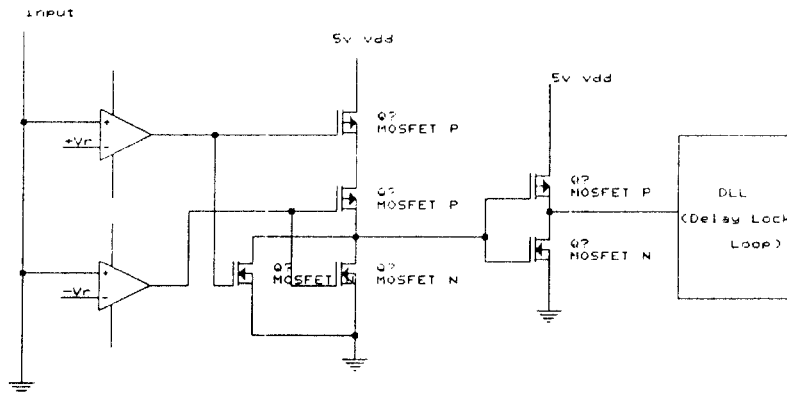 Input
5v vdd
5v vdd
+
+Vr
-
Q?
MOSFET P
Q?
MOSFET P
Q?
MOSFET P
DLL
(Delay Lock
Loop)
+
-Vr
-
Q?
MOSFET N
Q?
MOSFET N
Q?
MOSFET N